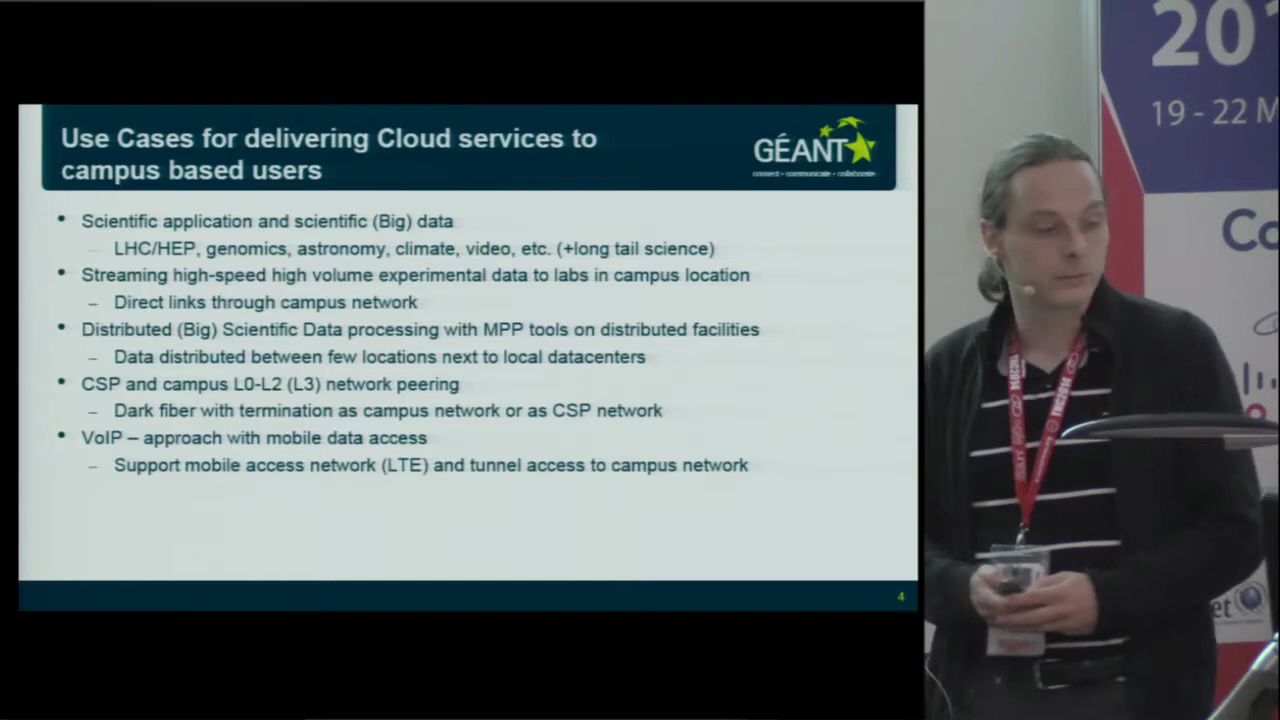 Use Cases for delivering Cloud services to
campus based users
GÉANT
connect • communicate • collaborate
• Scientific application and scientific (Big) data
– LHC/HEP, genomics, astronomy, climate, video, etc. (+long tail science)
• Streaming high-speed high volume experimental data to labs in campus location
– Direct links through campus network
• Distributed (Big) Scientific Data processing with MPP tools on distributed facilities
– Data distributed between few locations next to local datacenters
• CSP and campus L0-L2 (L3) network peering
– Dark fiber with termination as campus network or as CSP network
• VoIP – approach with mobile data access
– Support mobile access network (LTE) and tunnel access to campus network
4
19 - 22 M
Co
TNC2014
et